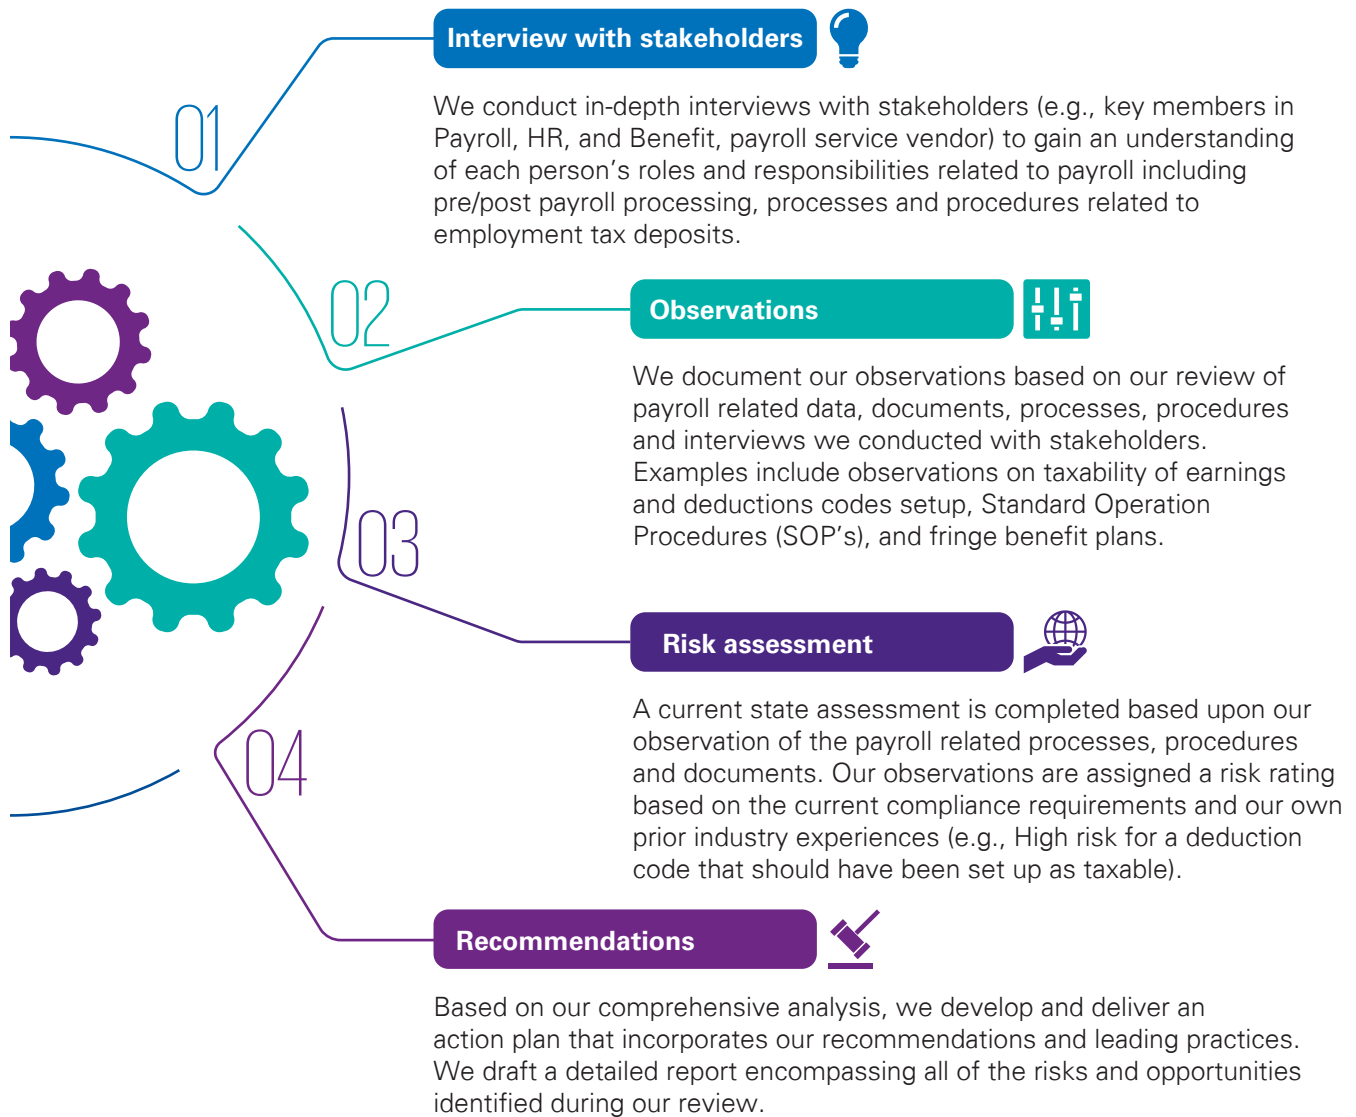 01
Interview with stakeholders
We conduct in-depth interviews with stakeholders (e.g., key members in
Payroll, HR, and Benefit, payroll service vendor) to gain an understanding
of each person’s roles and responsibilities related to payroll including
pre/post payroll processing, processes and procedures related to
employment tax deposits.
02
Observations
We document our observations based on our review of
payroll related data, documents, processes, procedures
and interviews we conducted with stakeholders.
Examples include observations on taxability of earnings
and deductions codes setup, Standard Operation
Procedures (SOP’s), and fringe benefit plans.
03
Risk assessment
A current state assessment is completed based upon our
observation of the payroll related processes, procedures
and documents. Our observations are assigned a risk rating
based on the current compliance requirements and our own
prior industry experiences (e.g., High risk for a deduction
code that should have been set up as taxable).
04
Recommendations
Based on our comprehensive analysis, we develop and deliver an
action plan that incorporates our recommendations and leading practices.
We draft a detailed report encompassing all of the risks and opportunities
identified during our review.